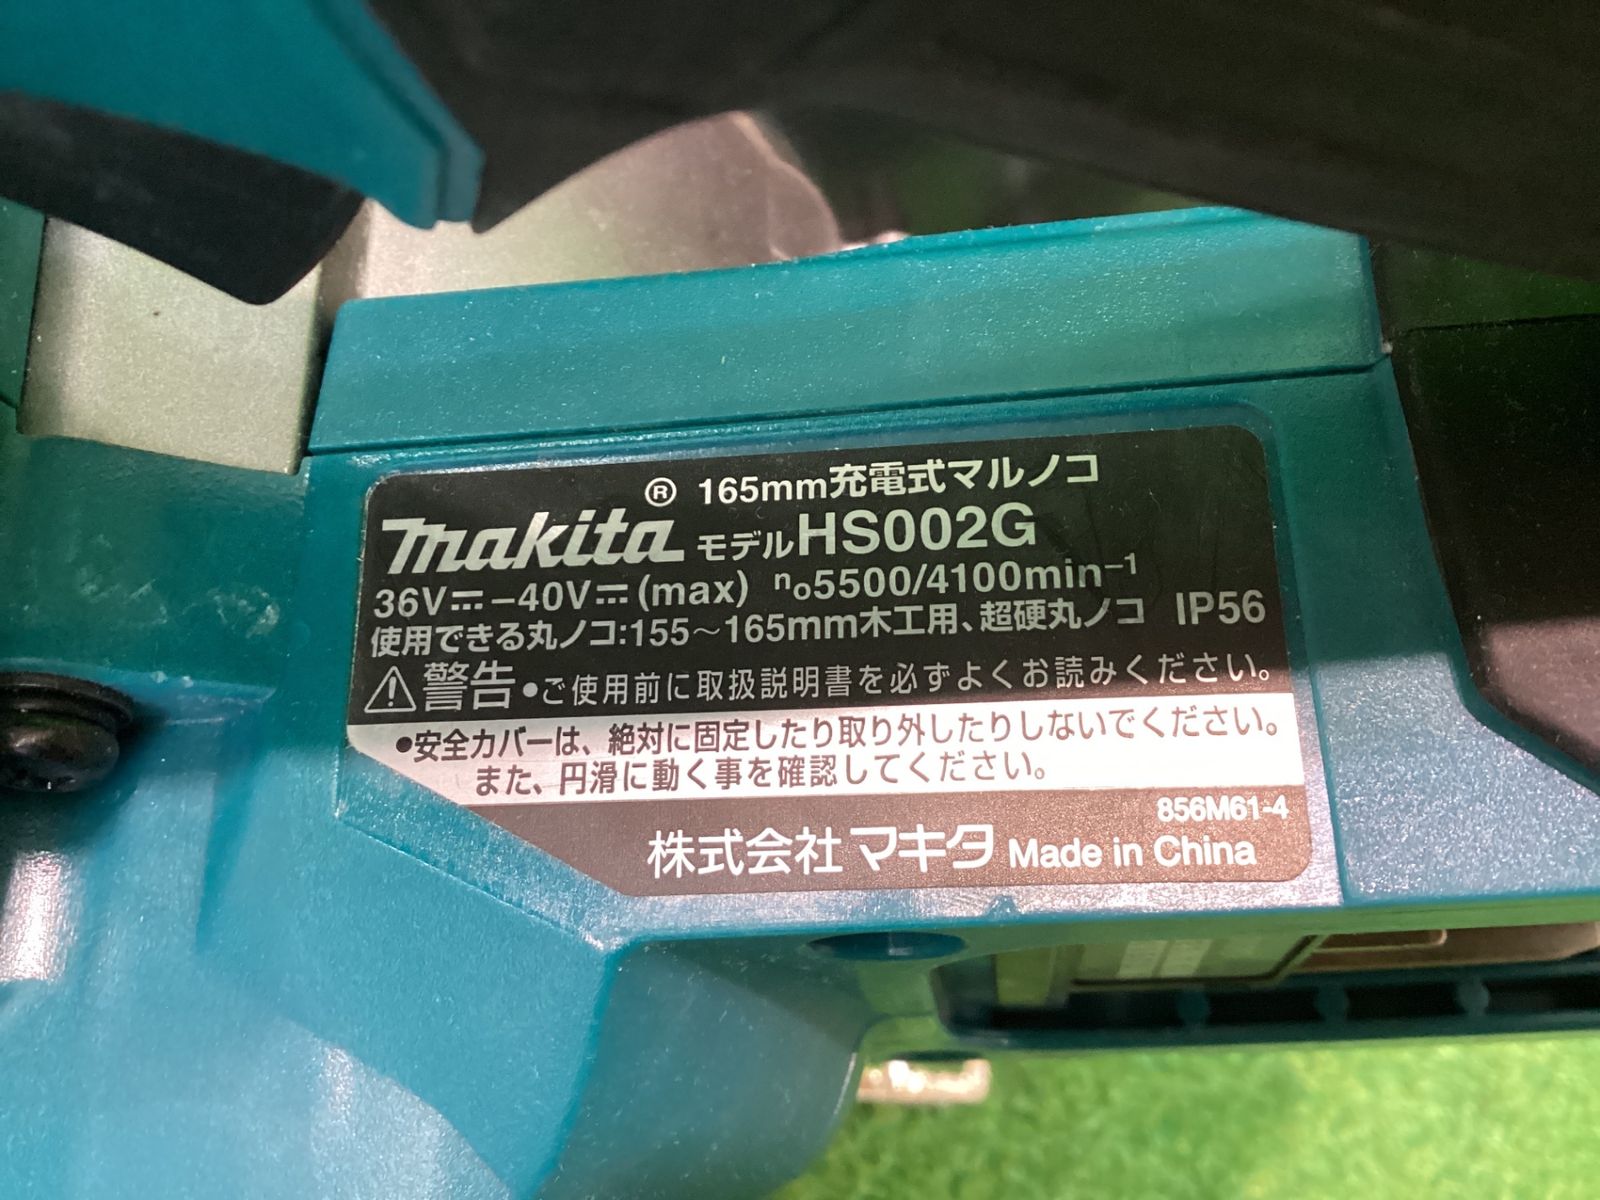 ® 165mm充電式マルノコ
makita モデルHS002G
36V⎓–40V⎓(max) n₀5500/4100min⁻¹
使用できる丸ノコ:155～165mm木工用、超硬丸ノコ IP56
⚠警告 ●ご使用前に取扱説明書を必ずよくお読みください。
●安全カバーは、絶対に固定したり取り外したりしないでください。
また、円滑に動く事を確認してください。
856M61-4
株式会社マキタ Made in China